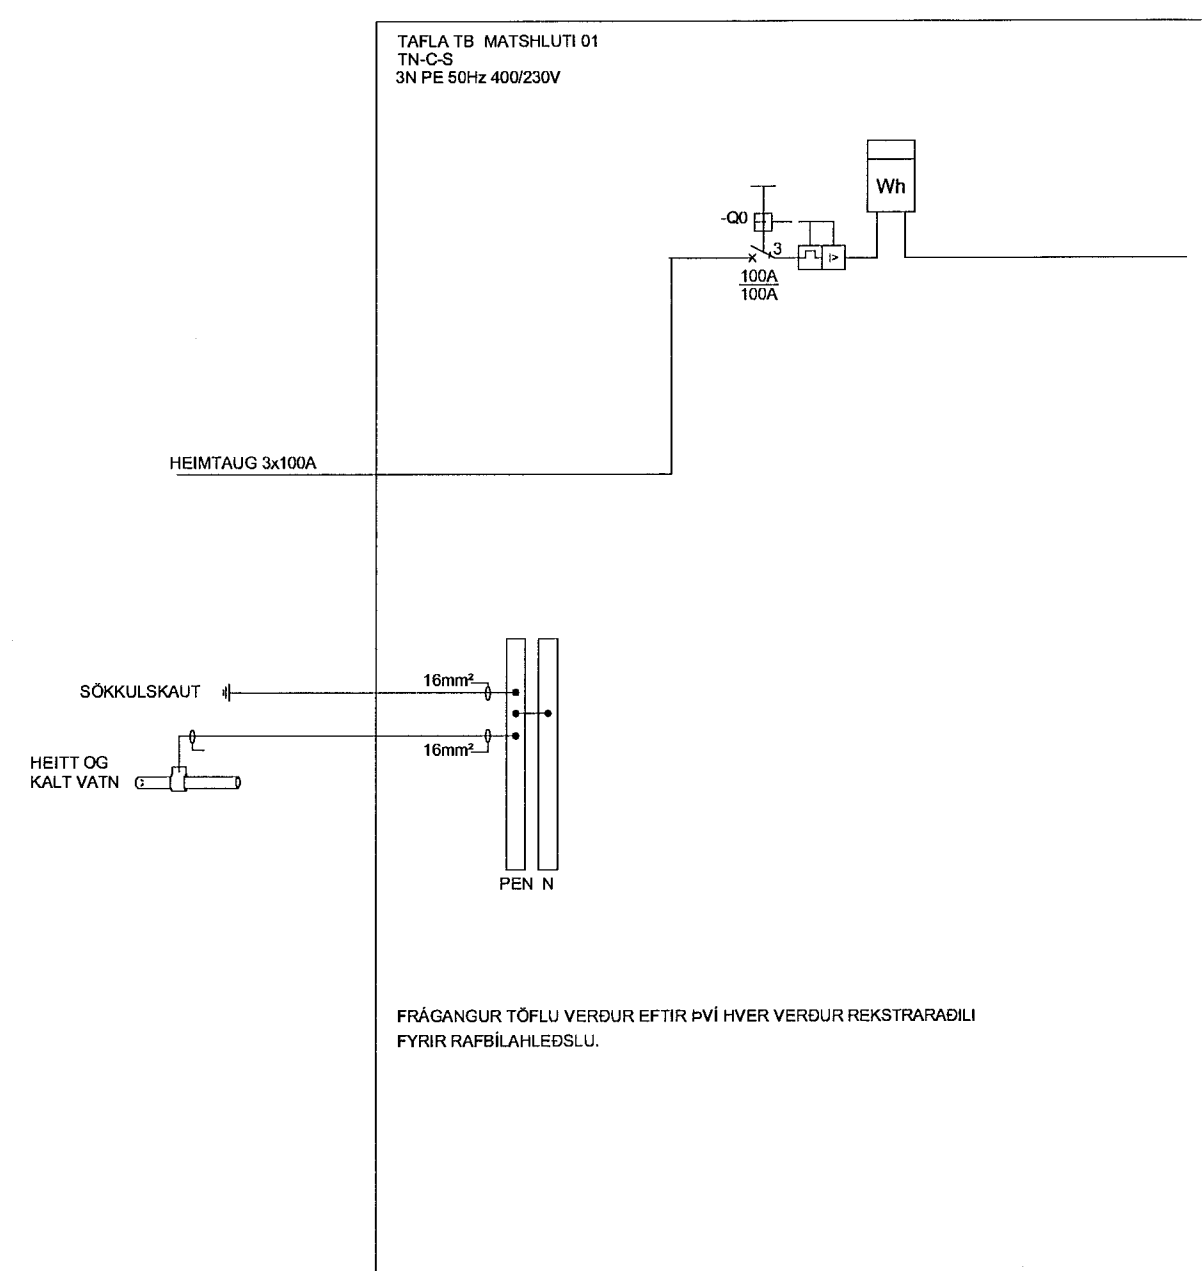 TAFLA TB MATSHLUTI 01
TN-C-S
3N PE 50Hz 400/230V
Wh
-Q0
3
I>
100A
100A
HEIMTAUG 3x100A
16mm²
SÖKKULSKAUT
16mm²
HEITT OG
KALT VATN
PEN N
FRÁGANGUR TÖFLU VERÐUR EFTIR ÞVÍ HVER VERÐUR REKSTRARAÐILI
FYRIR RAFBÍLAHLEÐSLU.